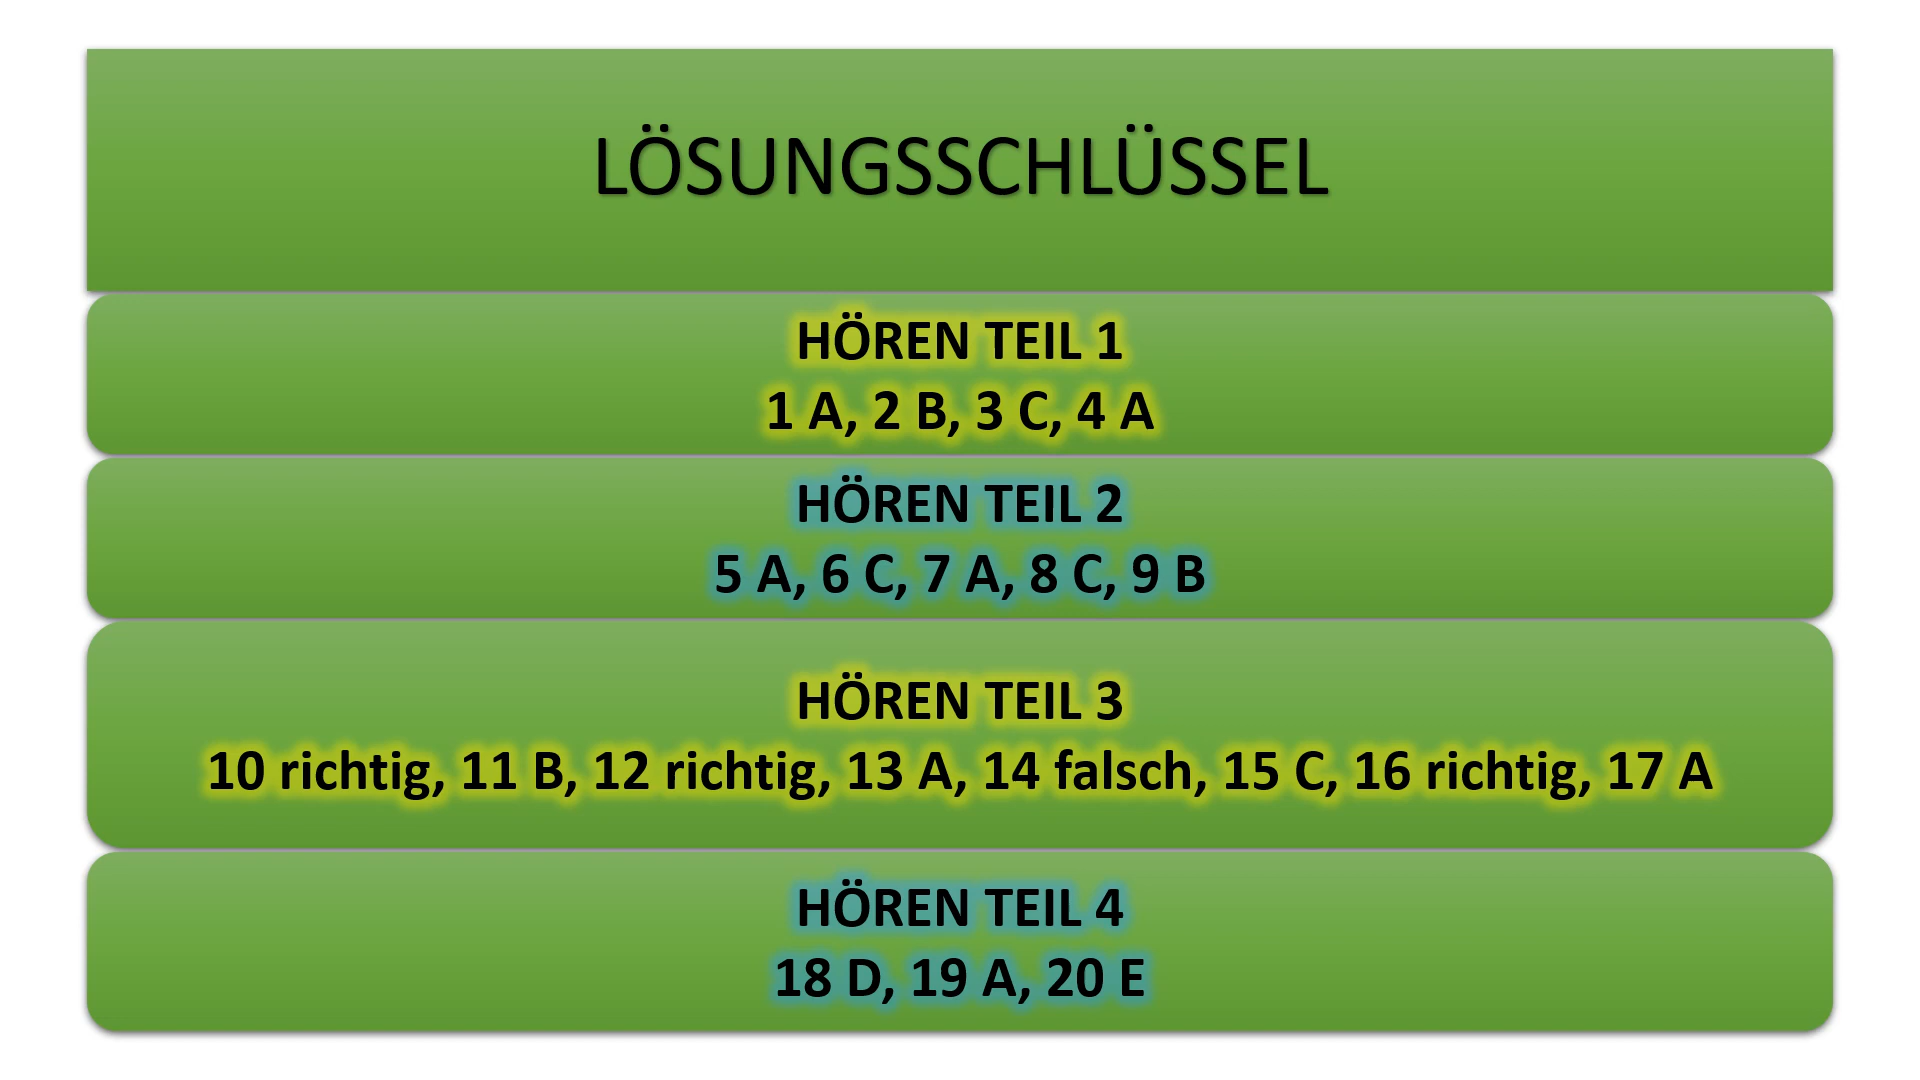 LÖSUNGSSCHLÜSSEL
HÖREN TEIL 1
1 A, 2 B, 3 C, 4 A
HÖREN TEIL 2
5 A, 6 C, 7 A, 8 C, 9 B
HÖREN TEIL 3
10 richtig, 11 B, 12 richtig, 13 A, 14 falsch, 15 C, 16 richtig, 17 A
HÖREN TEIL 4
18 D, 19 A, 20 E